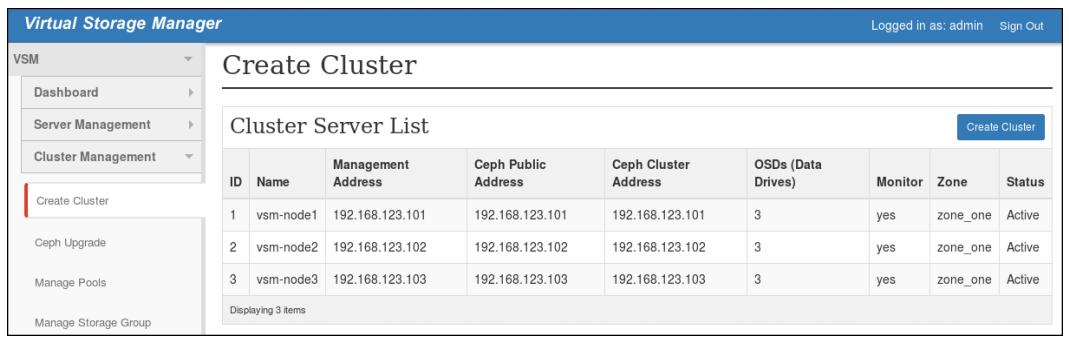 Virtual Storage Manager
Logged in as: admin Sign Out
VSM
Dashboard
Server Management
Cluster Management
Create Cluster
Ceph Upgrade
Manage Pools
Manage Storage Group
Create Cluster
Cluster Server List
Create Cluster
ID Name Management Address Ceph Public Address Ceph Cluster Address OSDs (Data Drives) Monitor Zone Status
1 vsm-node1 192.168.123.101 192.168.123.101 192.168.123.101 3 yes zone_one Active
2 vsm-node2 192.168.123.102 192.168.123.102 192.168.123.102 3 yes zone_one Active
3 vsm-node3 192.168.123.103 192.168.123.103 192.168.123.103 3 yes zone_one Active
Displaying 3 items